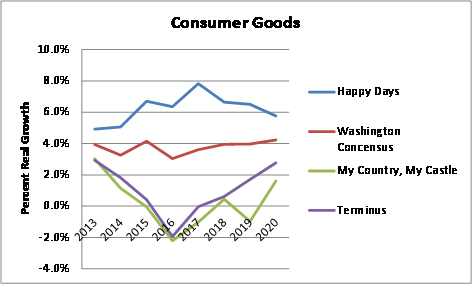 Consumer Goods
Percent Real Growth
10.0%
8.0%
6.0%
4.0%
2.0%
0.0%
-2.0%
-4.0%
2013
2014
2015
2016
2017
2018
2019
2020
Happy Days
Washington
Concensus
My Country, My Castle
Terminus